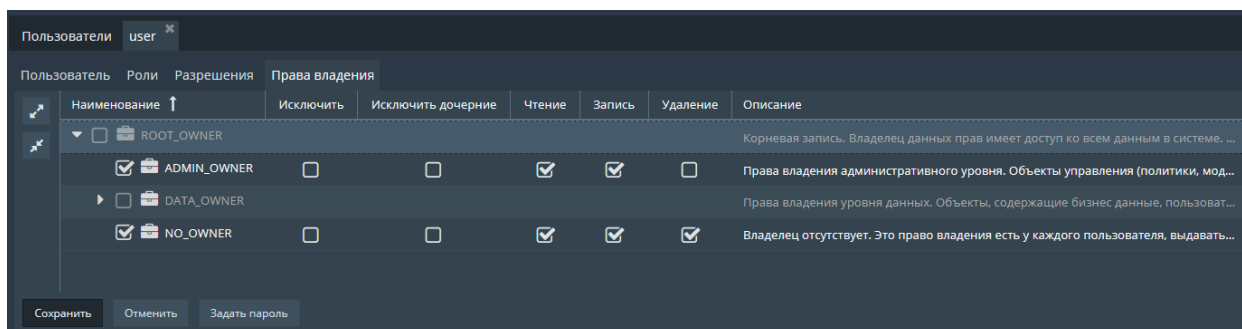 Пользователи user
Пользователь Роли Разрешения Права владения
Наименование Исключить Исключить дочерние Чтение Запись Удаление Описание
ROOT_OWNER Корневая запись. Владелец данных прав имеет доступ ко всем данным в системе. ...
ADMIN_OWNER Права владения административного уровня. Объекты управления (политики, мод...
DATA_OWNER Права владения уровня данных. Объекты, содержащие бизнес данные, пользоват...
NO_OWNER Владелец отсутствует. Это право владения есть у каждого пользователя, выдавать...
Сохранить Отменить Задать пароль